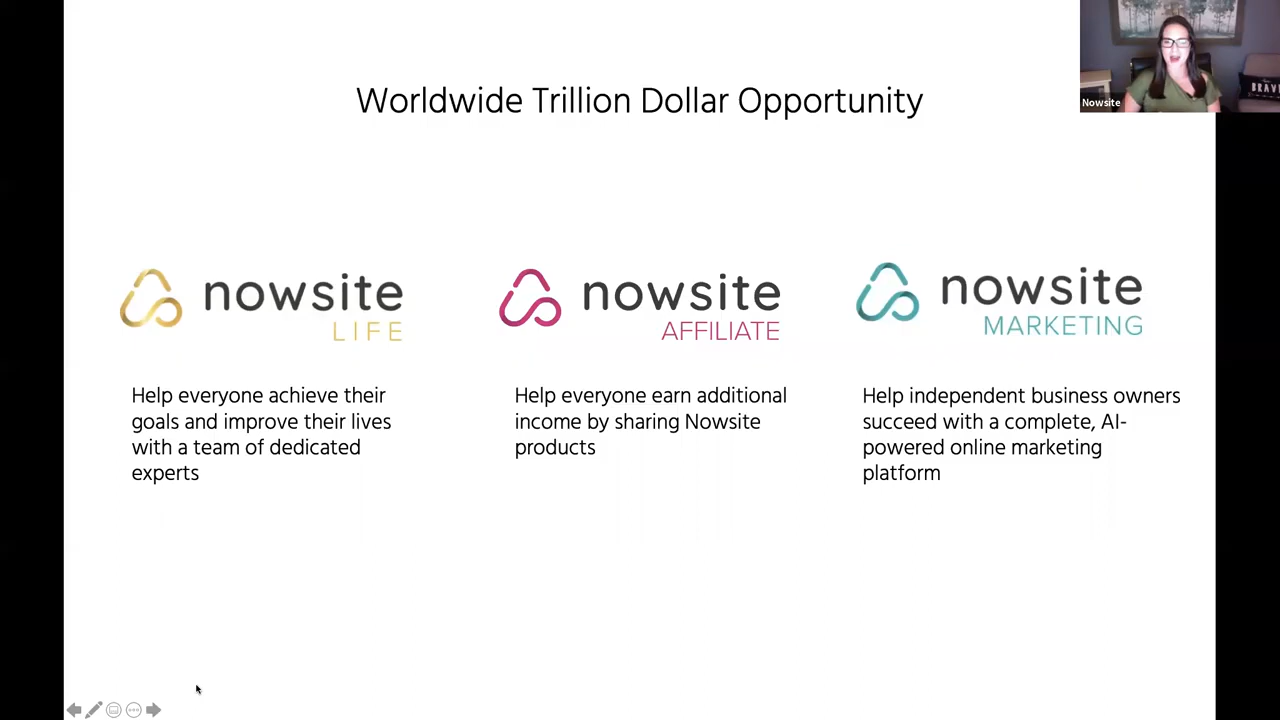 Worldwide Trillion Dollar Opportunity
Nowsite
BRAVE
nowsite
LIFE
Help everyone achieve their
goals and improve their lives
with a team of dedicated
experts
nowsite
AFFILIATE
Help everyone earn additional
income by sharing Nowsite
products
nowsite
MARKETING
Help independent business owners
succeed with a complete, AI-
powered online marketing
platform